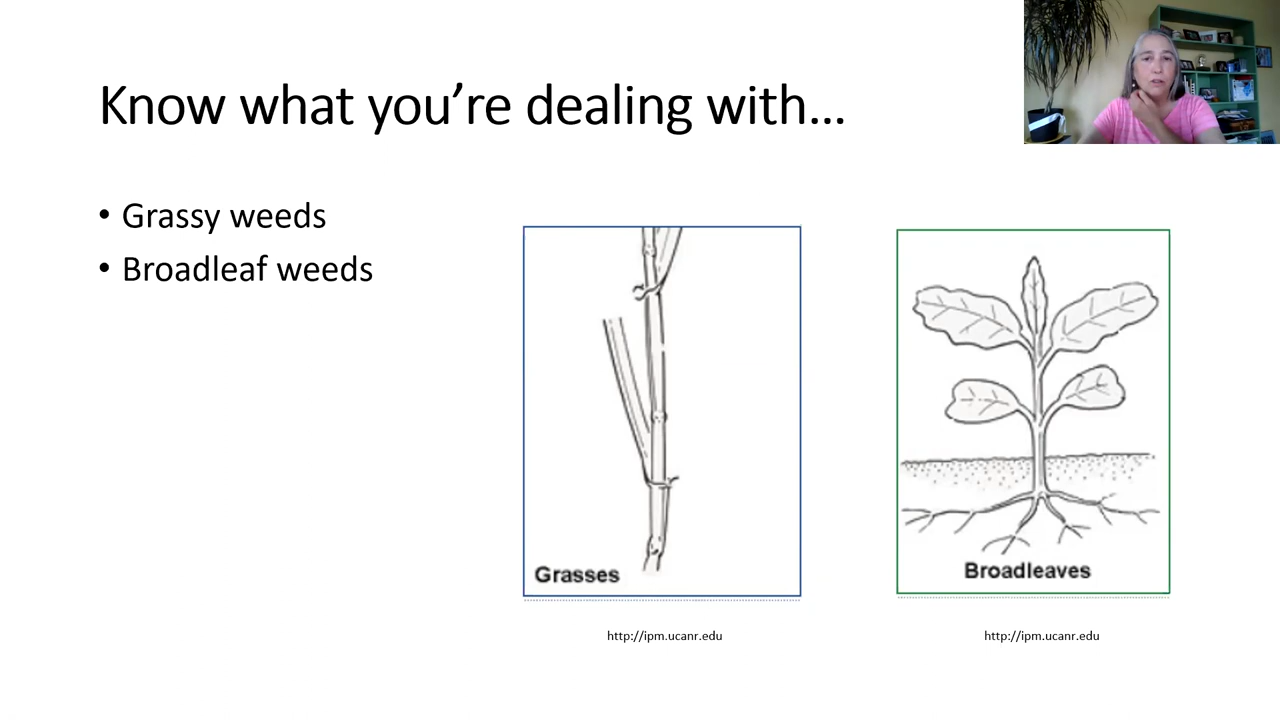 Know what you’re dealing with…
• Grassy weeds
• Broadleaf weeds
Grasses
Broadleaves
http://ipm.ucanr.edu
http://ipm.ucanr.edu